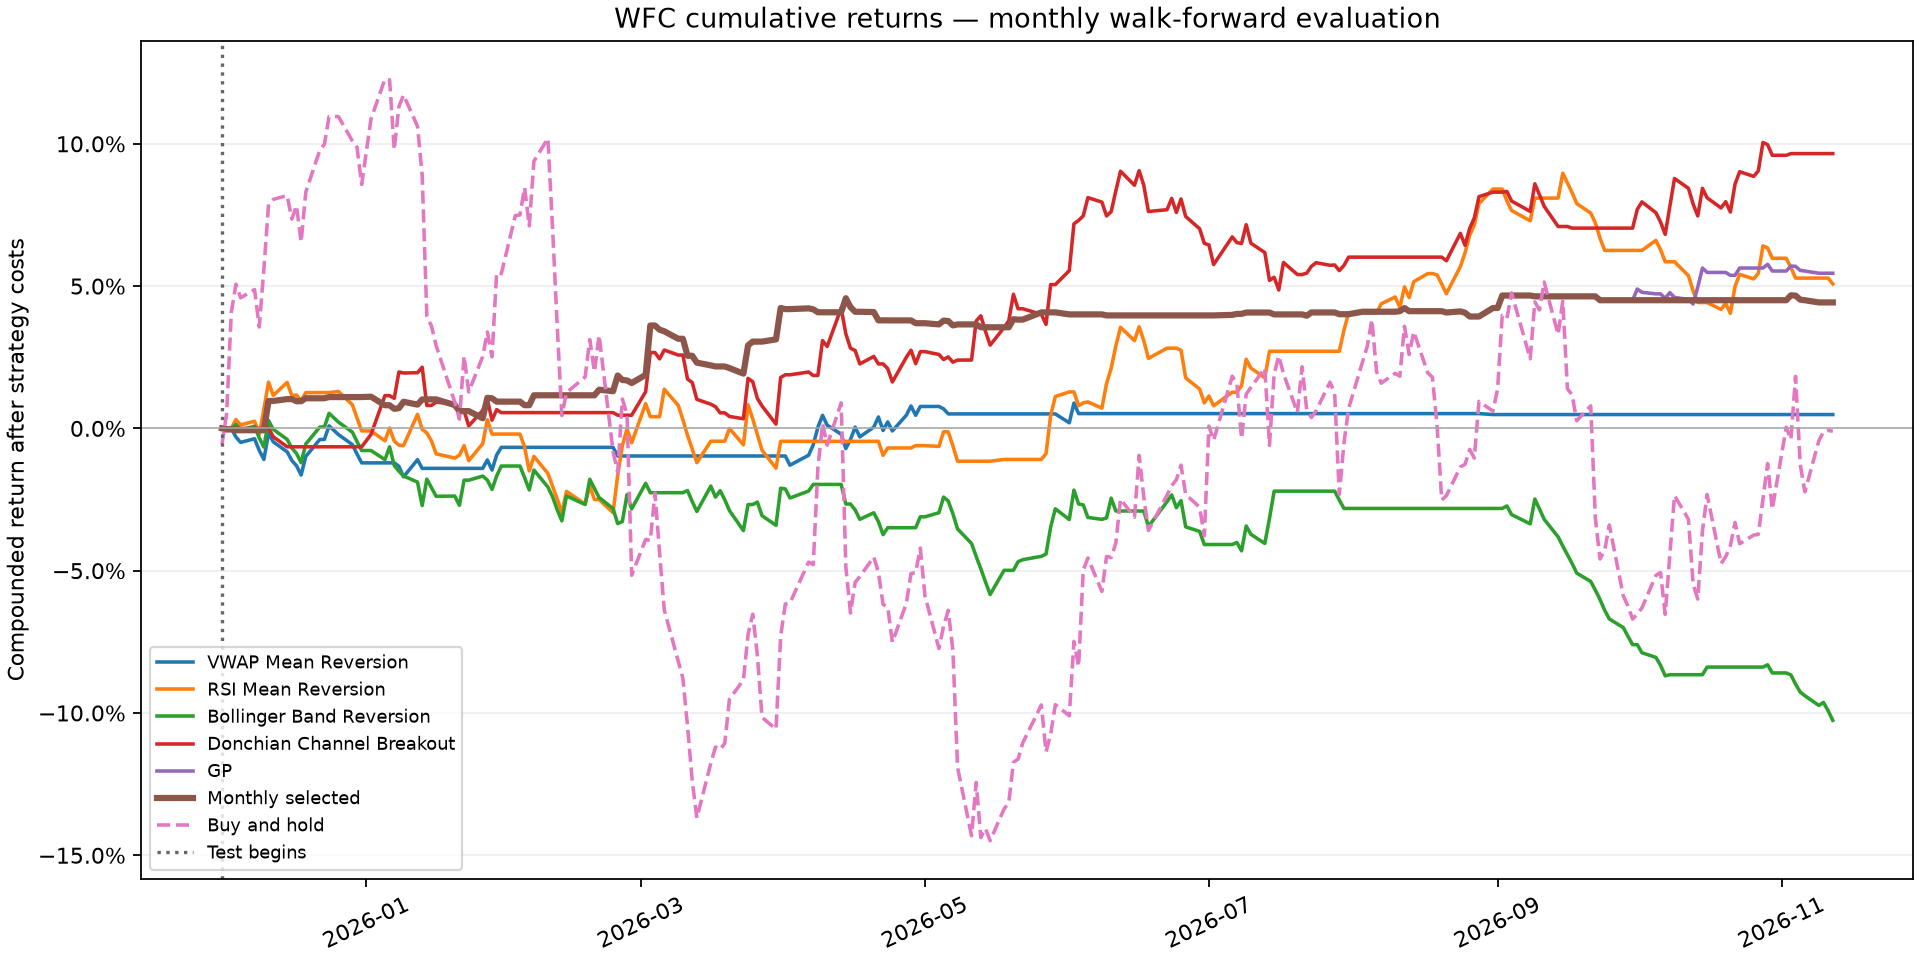 WFC cumulative returns — monthly walk-forward evaluation
Compounded return after strategy costs
10.0%
5.0%
0.0%
−5.0%
−10.0%
−15.0%
VWAP Mean Reversion
RSI Mean Reversion
Bollinger Band Reversion
Donchian Channel Breakout
GP
Monthly selected
Buy and hold
Test begins
2026-01
2026-03
2026-05
2026-07
2026-09
2026-11